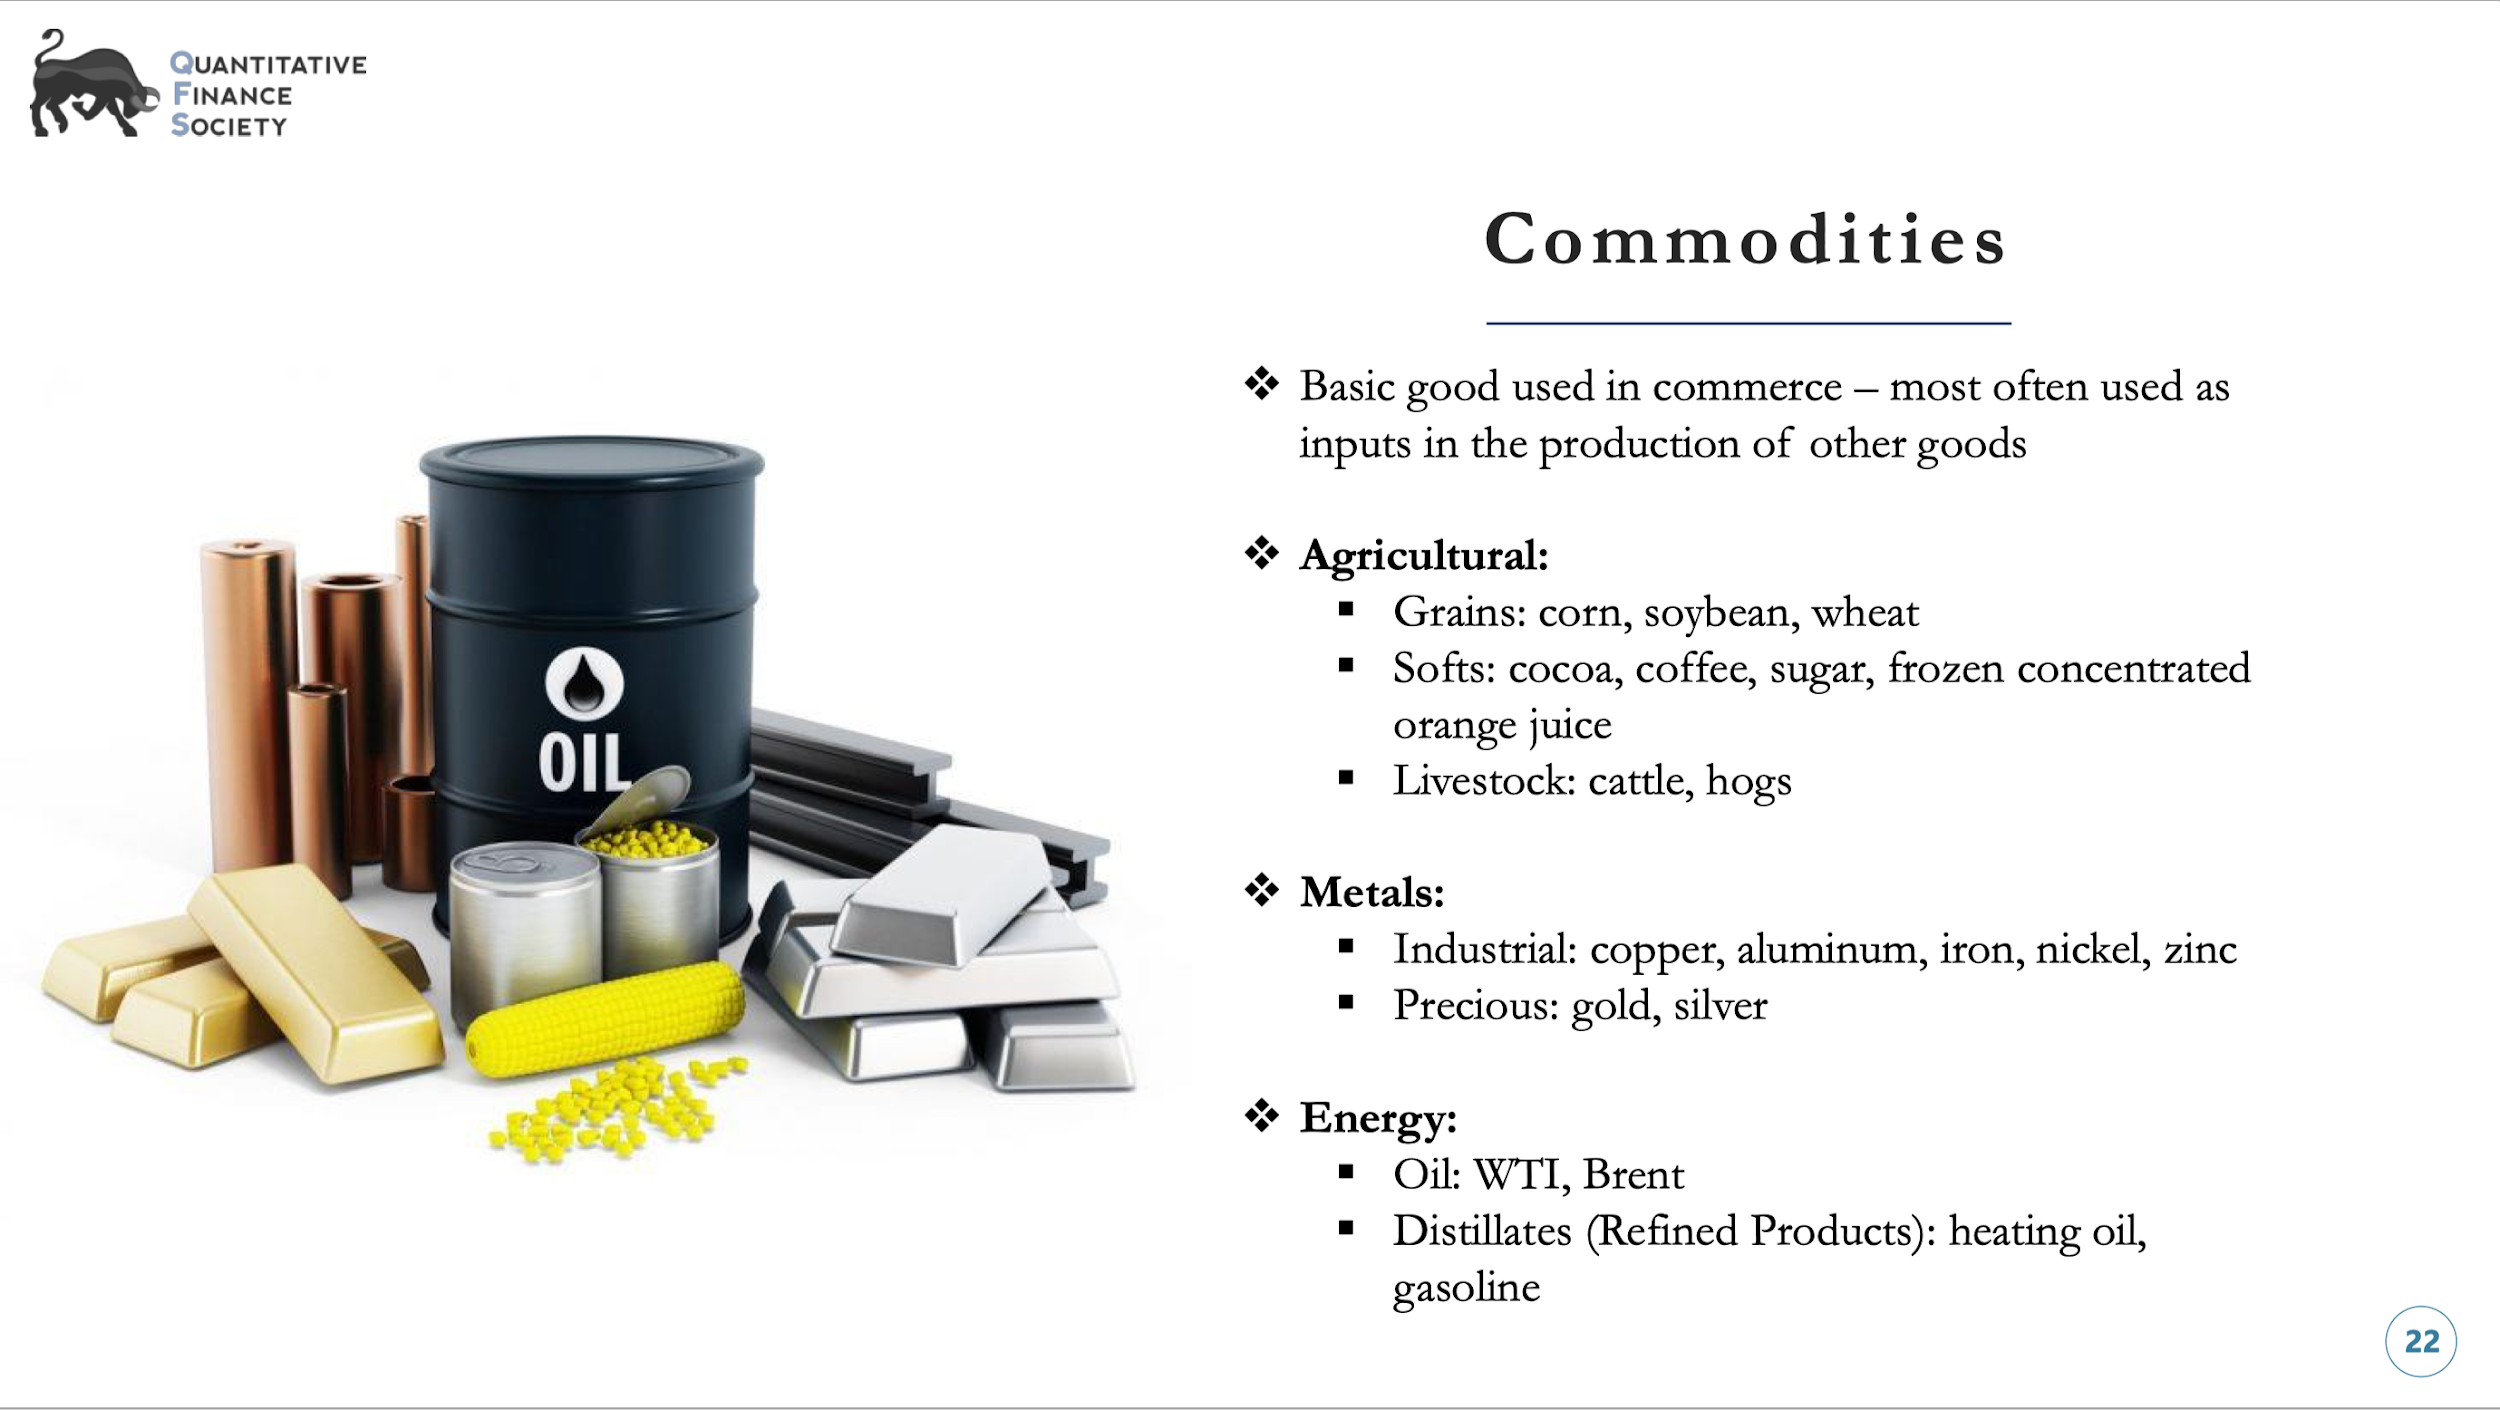 QUANTITATIVE
FINANCE
SOCIETY
Commodities
❖ Basic good used in commerce – most often used as
inputs in the production of other goods
❖ Agricultural:
▪ Grains: corn, soybean, wheat
▪ Softs: cocoa, coffee, sugar, frozen concentrated
orange juice
▪ Livestock: cattle, hogs
❖ Metals:
▪ Industrial: copper, aluminum, iron, nickel, zinc
▪ Precious: gold, silver
❖ Energy:
▪ Oil: WTI, Brent
▪ Distillates (Refined Products): heating oil,
gasoline
OIL
22